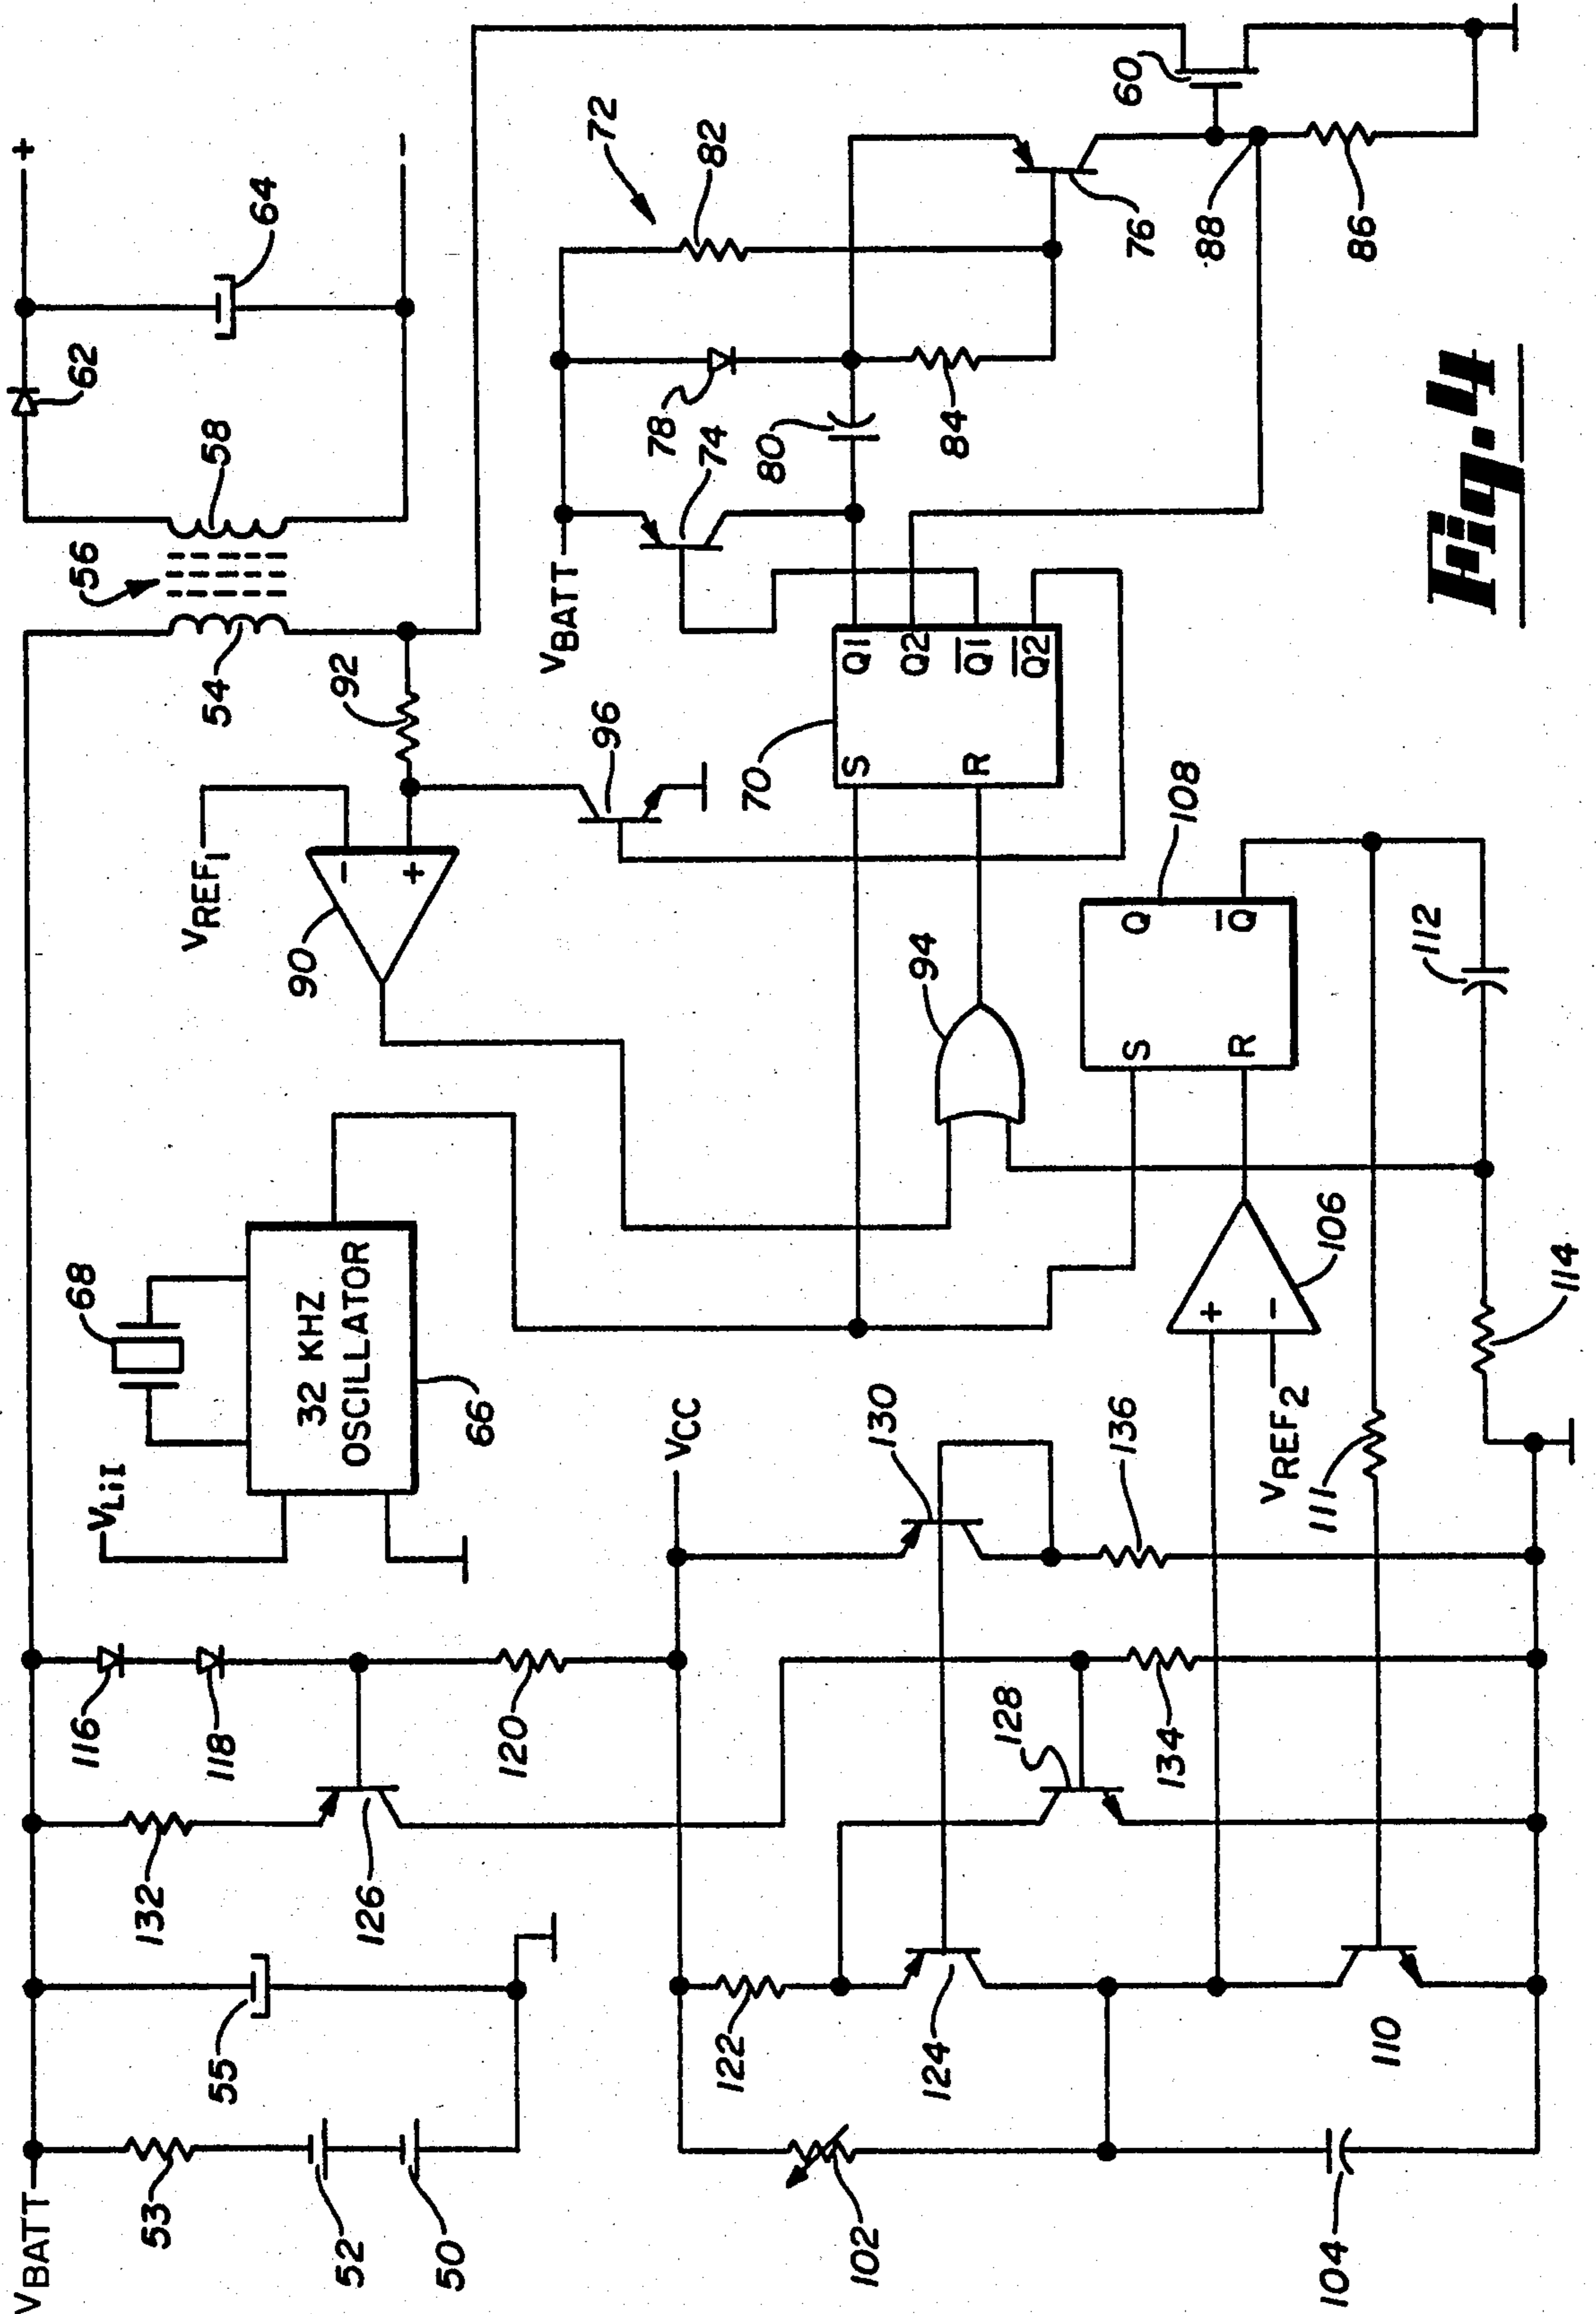 VBATT
53
52
50
55
132
126
116
118
120
VLiI
68
32 KHZ
OSCILLATOR
66
VREF1
90
92
96
54
56
58
62
64
+
−
−
+
102
104
122
124
110
128
134
130
136
VCC
VREF2
+
−
106
111
114
112
94
S
R
Q
Q̅
108
70
S
R
Q1
Q2
Q̅1̅
Q̅2̅
VBATT
74
78
80
84
72
82
76
88
86
60
Fig. 4